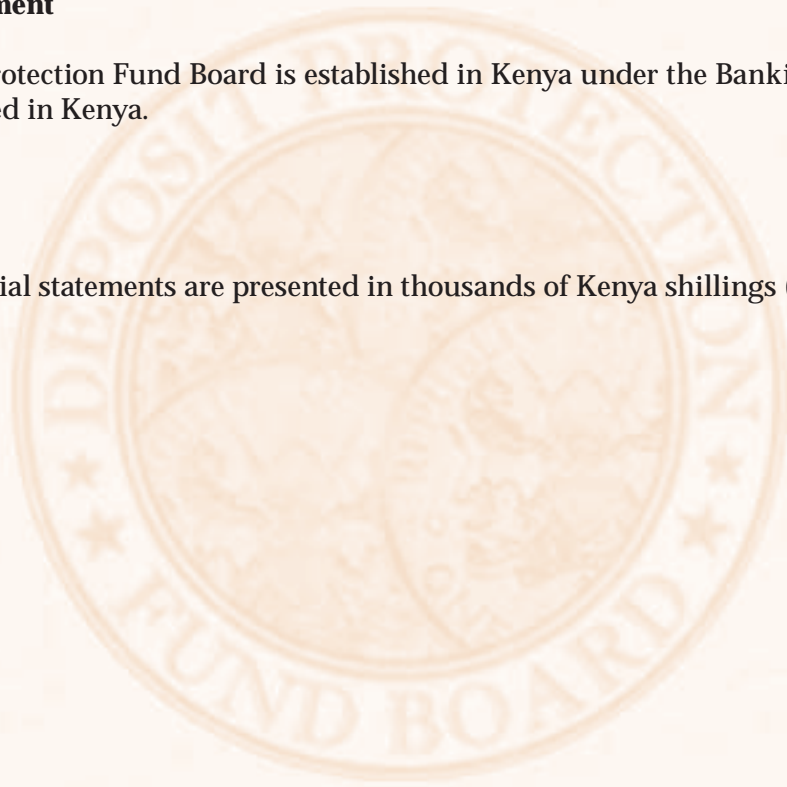 ment
rotection Fund Board is established in Kenya under the Banki
ed in Kenya.
ial statements are presented in thousands of Kenya shillings (
DEPOSIT PROTECTION
FUND BOARD